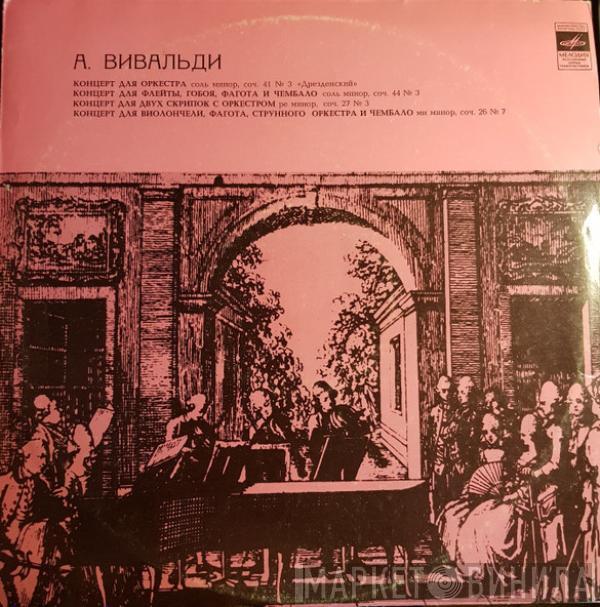 А. ВИВАЛЬДИ
МЕЛОДИЯ
КОНЦЕРТ ДЛЯ ОРКЕСТРА соль минор, соч. 41 № 3 «Дрезденский»
КОНЦЕРТ ДЛЯ ФЛЕЙТЫ, ГОБОЯ, ФАГОТА И ЧЕМБАЛО соль минор, соч. 44 № 3
КОНЦЕРТ ДЛЯ ДВУХ СКРИПОК С ОРКЕСТРОМ ре минор, соч. 27 № 3
КОНЦЕРТ ДЛЯ ВИОЛОНЧЕЛИ, ФАГОТА, СТРУННОГО ОРКЕСТРА И ЧЕМБАЛО ми минор, соч. 26 № 7
МАРКЕТ ВИНИЛА